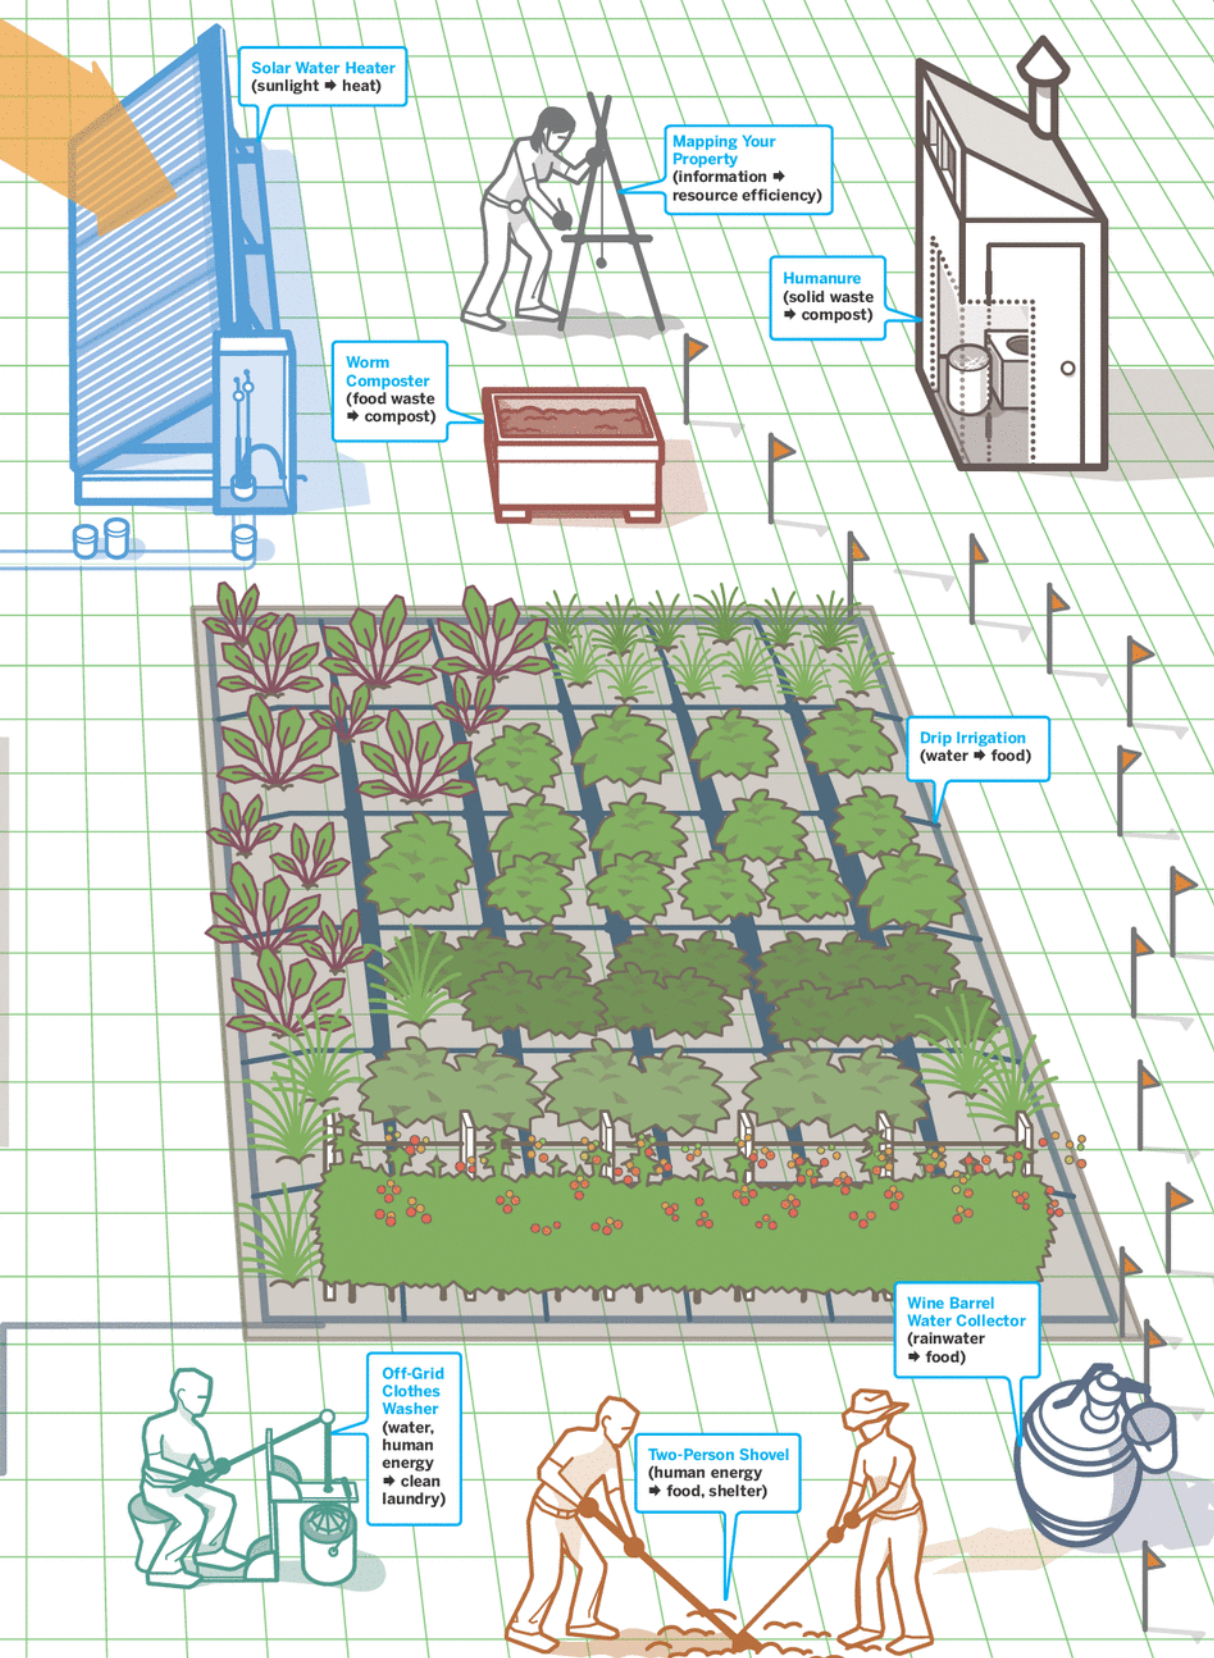 Solar Water Heater
(sunlight ➡ heat)
Mapping Your
Property
(information ➡
resource efficiency)
Humanure
(solid waste
➡ compost)
Worm
Composter
(food waste
➡ compost)
Drip Irrigation
(water ➡ food)
Wine Barrel
Water Collector
(rainwater
➡ food)
Off-Grid
Clothes
Washer
(water,
human
energy
➡ clean
laundry)
Two-Person Shovel
(human energy
➡ food, shelter)